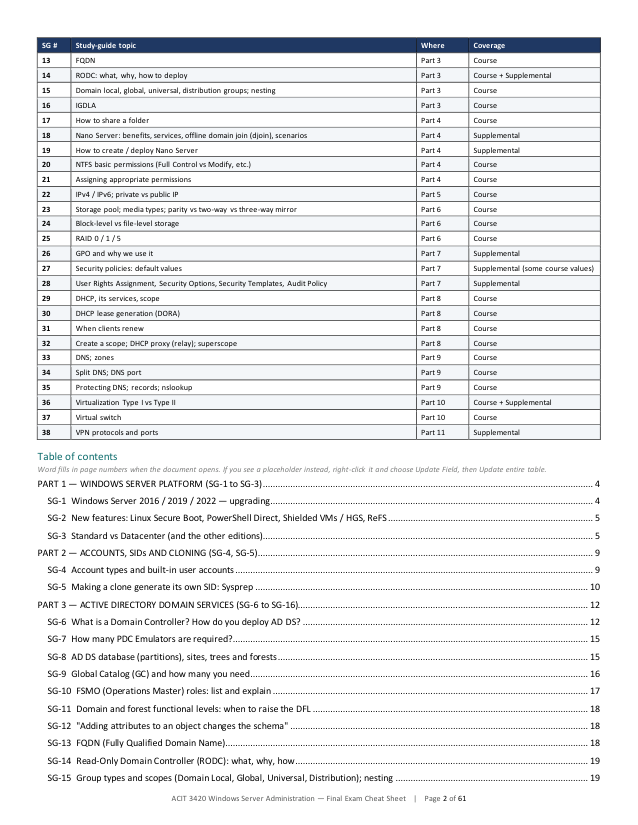 SG # Study-guide topic Where Coverage
13 FQDN Part 3 Course
14 RODC: what, why, how to deploy Part 3 Course + Supplemental
15 Domain local, global, universal, distribution groups; nesting Part 3 Course
16 IGDLA Part 3 Course
17 How to share a folder Part 4 Course
18 Nano Server: benefits, services, offline domain join (djoin), scenarios Part 4 Supplemental
19 How to create / deploy Nano Server Part 4 Supplemental
20 NTFS basic permissions (Full Control vs Modify, etc.) Part 4 Course
21 Assigning appropriate permissions Part 4 Course
22 IPv4 / IPv6; private vs public IP Part 5 Course
23 Storage pool; media types; parity vs two-way vs three-way mirror Part 6 Course
24 Block-level vs file-level storage Part 6 Course
25 RAID 0 / 1 / 5 Part 6 Course
26 GPO and why we use it Part 7 Supplemental
27 Security policies: default values Part 7 Supplemental (some course values)
28 User Rights Assignment, Security Options, Security Templates, Audit Policy Part 7 Supplemental
29 DHCP, its services, scope Part 8 Course
30 DHCP lease generation (DORA) Part 8 Course
31 When clients renew Part 8 Course
32 Create a scope; DHCP proxy (relay); superscope Part 8 Course
33 DNS; zones Part 9 Course
34 Split DNS; DNS port Part 9 Course
35 Protecting DNS; records; nslookup Part 9 Course
36 Virtualization Type I vs Type II Part 10 Course + Supplemental
37 Virtual switch Part 10 Course
38 VPN protocols and ports Part 11 Supplemental
Table of contents
Word fills in page numbers when the document opens. If you see a placeholder instead, right-click it and choose Update Field, then Update entire table.
PART 1 — WINDOWS SERVER PLATFORM (SG-1 to SG-3) 4
SG-1 Windows Server 2016 / 2019 / 2022 — upgrading 4
SG-2 New features: Linux Secure Boot, PowerShell Direct, Shielded VMs / HGS, ReFS 5
SG-3 Standard vs Datacenter (and the other editions) 5
PART 2 — ACCOUNTS, SIDs AND CLONING (SG-4, SG-5) 9
SG-4 Account types and built-in user accounts 9
SG-5 Making a clone generate its own SID: Sysprep 10
PART 3 — ACTIVE DIRECTORY DOMAIN SERVICES (SG-6 to SG-16) 12
SG-6 What is a Domain Controller? How do you deploy AD DS? 12
SG-7 How many PDC Emulators are required? 15
SG-8 AD DS database (partitions), sites, trees and forests 15
SG-9 Global Catalog (GC) and how many you need 16
SG-10 FSMO (Operations Master) roles: list and explain 17
SG-11 Domain and forest functional levels: when to raise the DFL 18
SG-12 "Adding attributes to an object changes the schema" 18
SG-13 FQDN (Fully Qualified Domain Name) 18
SG-14 Read-Only Domain Controller (RODC): what, why, how 19
SG-15 Group types and scopes (Domain Local, Global, Universal, Distribution); nesting 19
ACIT 3420 Windows Server Administration — Final Exam Cheat Sheet | Page 2 of 61